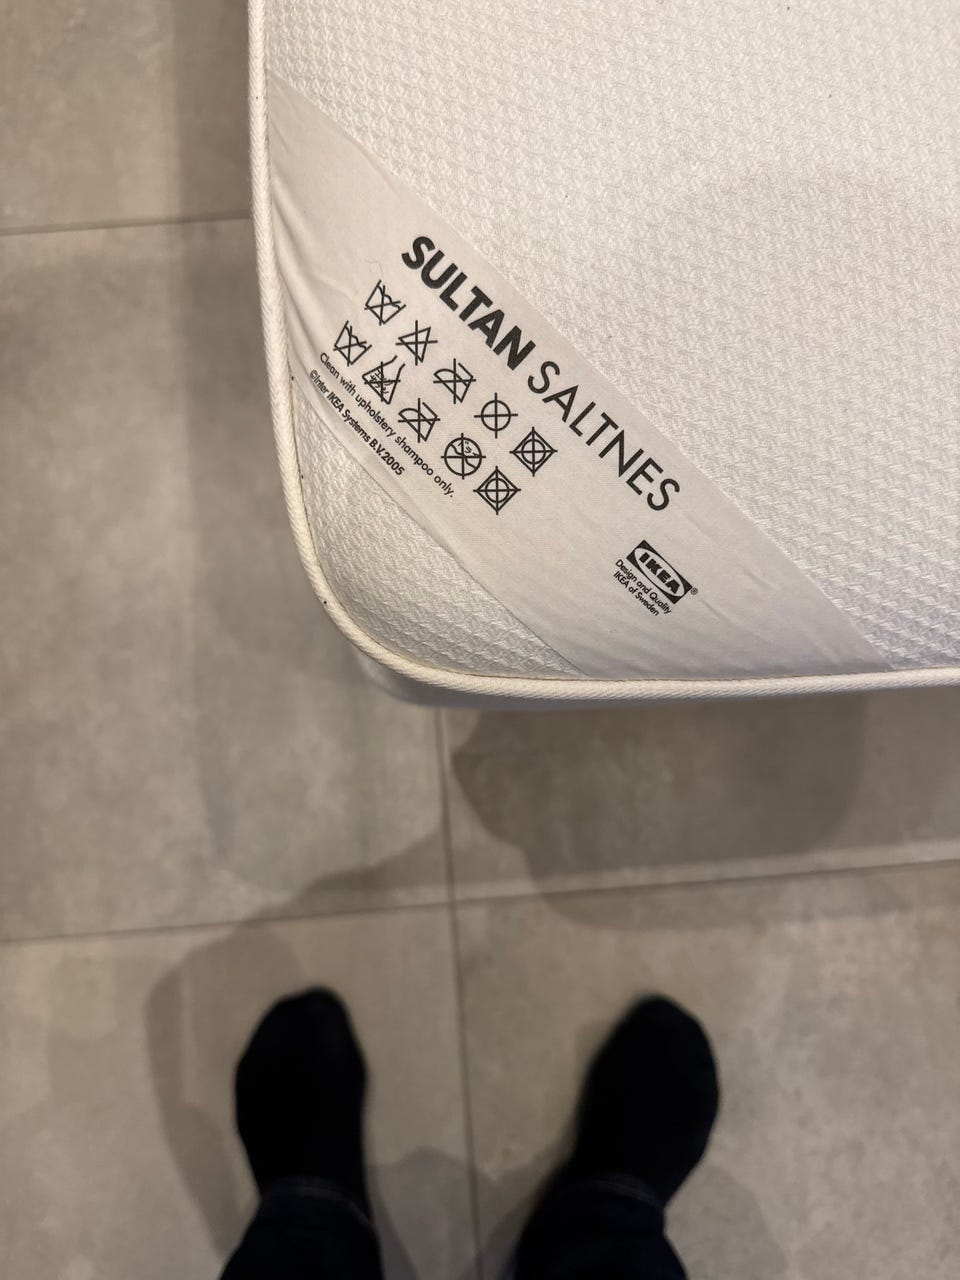 SULTAN SALTNES
Clean with upholstery shampoo only.
©Inter IKEA Systems B.V. 2005
IKEA®
Design and Quality
IKEA of Sweden